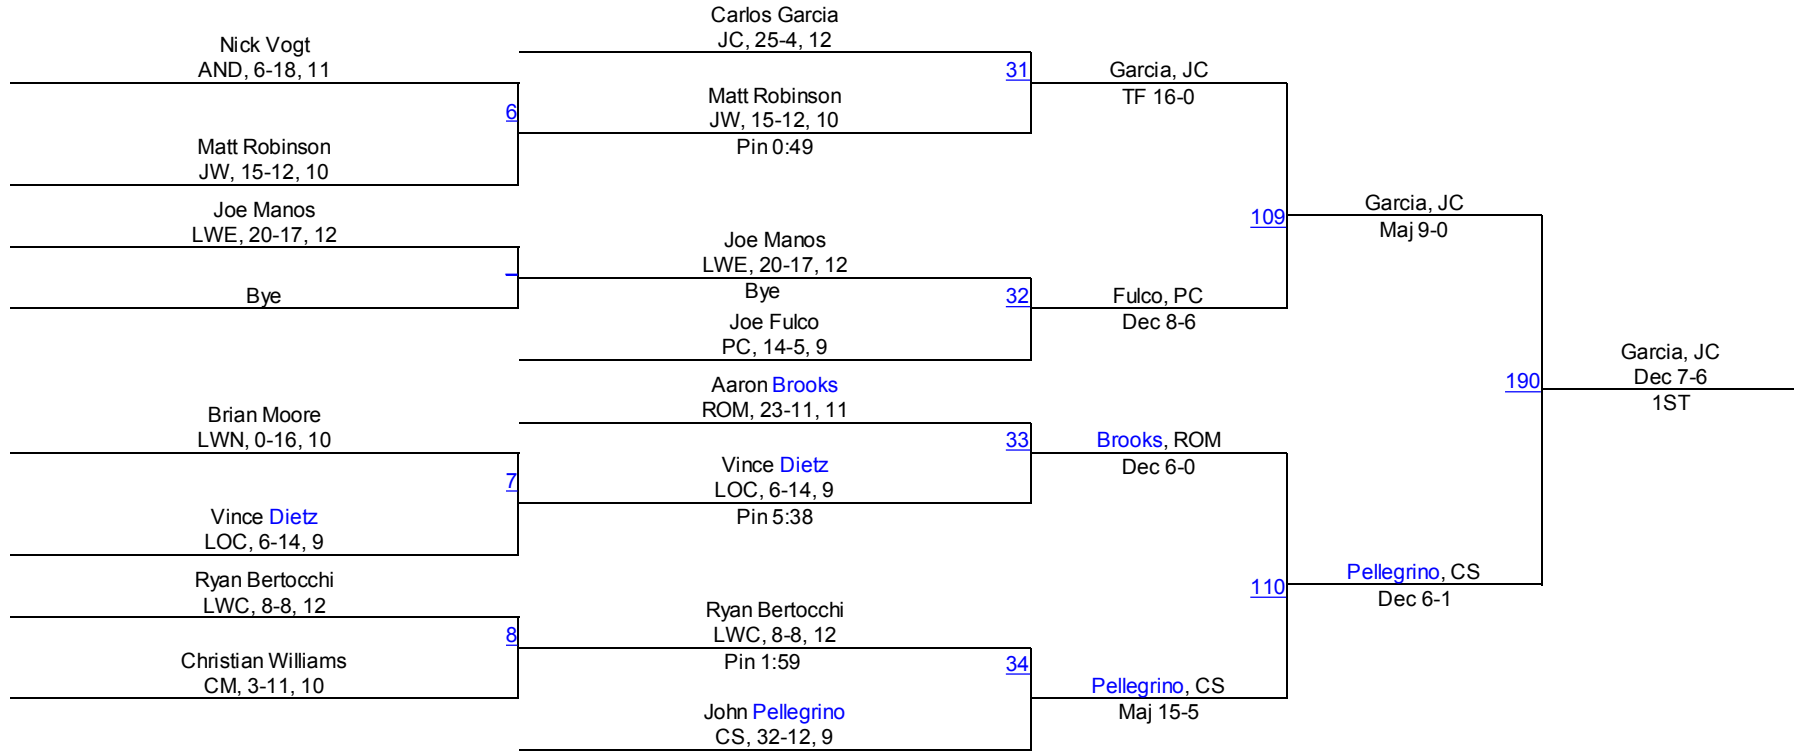 Nick Vogt
AND, 6-18, 11
6
Matt Robinson
JW, 15-12, 10
Joe Manos
LWE, 20-17, 12
Bye
Brian Moore
LWN, 0-16, 10
7
Vince Dietz
LOC, 6-14, 9
Ryan Bertocchi
LWC, 8-8, 12
8
Christian Williams
CM, 3-11, 10
Carlos Garcia
JC, 25-4, 12
31
Matt Robinson
JW, 15-12, 10
Pin 0:49
Joe Manos
LWE, 20-17, 12
Bye
32
Joe Fulco
PC, 14-5, 9
Aaron Brooks
ROM, 23-11, 11
33
Vince Dietz
LOC, 6-14, 9
Pin 5:38
Ryan Bertocchi
LWC, 8-8, 12
Pin 1:59
34
John Pellegrino
CS, 32-12, 9
Garcia, JC
TF 16-0
109
Fulco, PC
Dec 8-6
Brooks, ROM
Dec 6-0
110
Pellegrino, CS
Maj 15-5
Garcia, JC
Maj 9-0
190
Pellegrino, CS
Dec 6-1
Garcia, JC
Dec 7-6
1ST